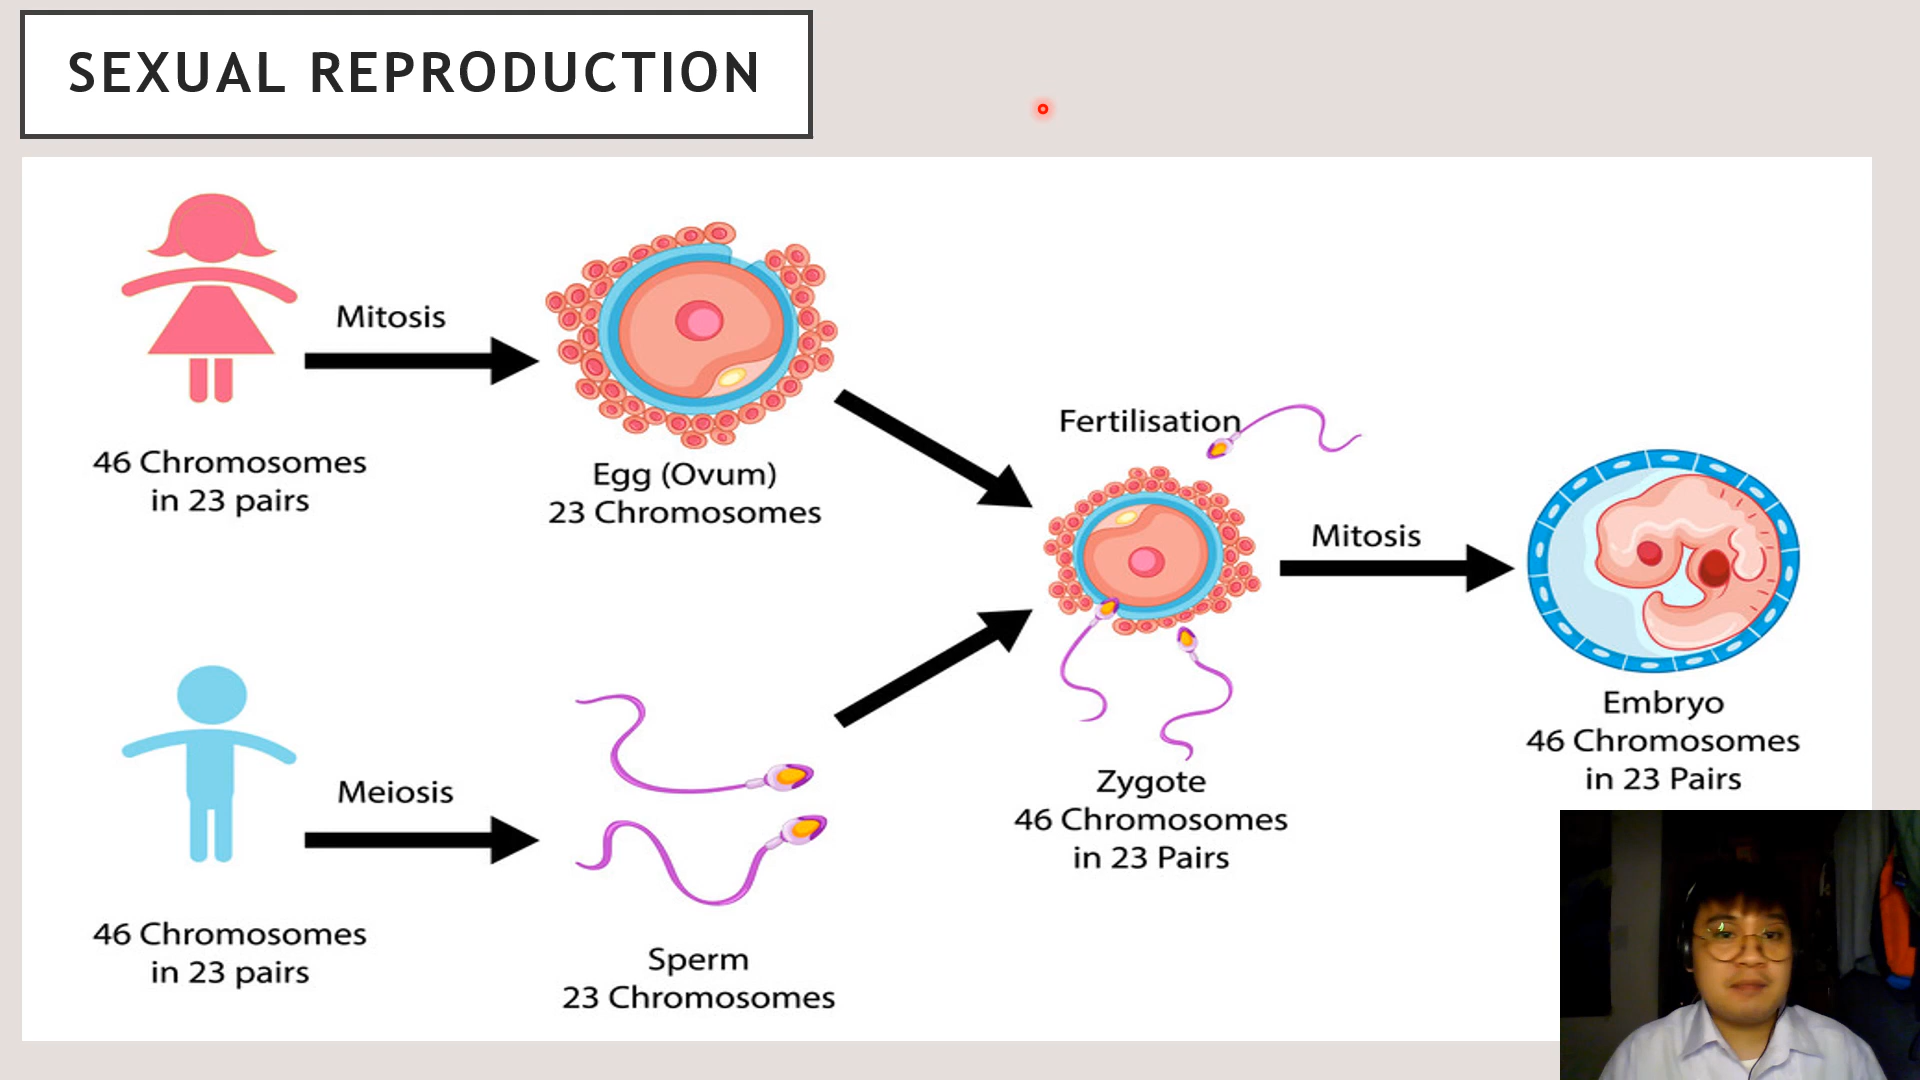 SEXUAL REPRODUCTION
Mitosis
46 Chromosomes
in 23 pairs
Egg (Ovum)
23 Chromosomes
Fertilisation
Mitosis
Embryo
46 Chromosomes
in 23 Pairs
Zygote
46 Chromosomes
in 23 Pairs
Meiosis
46 Chromosomes
in 23 pairs
Sperm
23 Chromosomes